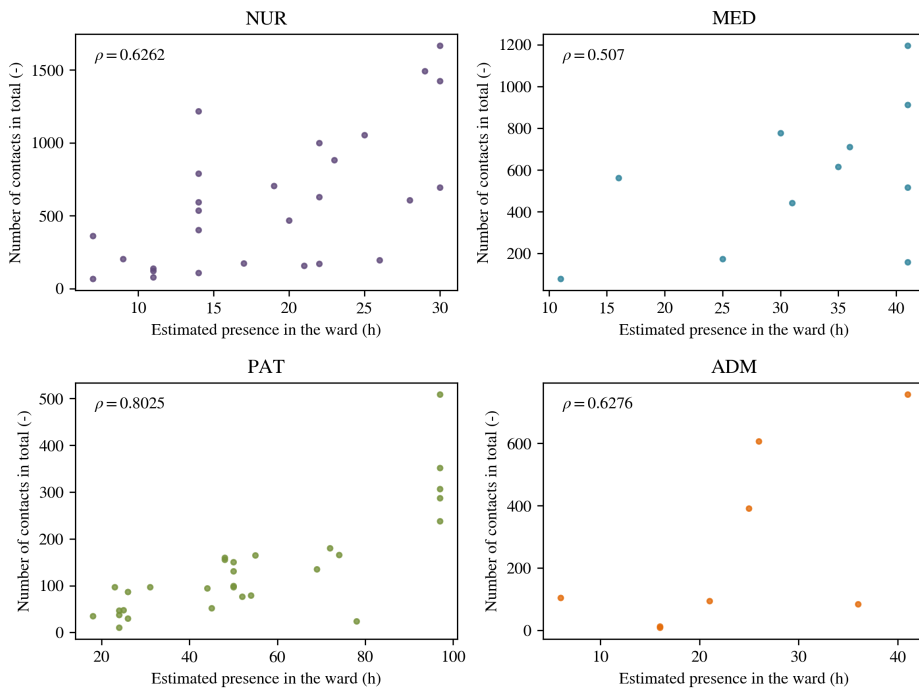 NUR
ρ = 0.6262
Number of contacts in total (-)
1500
1000
500
0
10
15
20
25
30
Estimated presence in the ward (h)
MED
ρ = 0.507
Number of contacts in total (-)
1200
1000
800
600
400
200
10
15
20
25
30
35
40
Estimated presence in the ward (h)
PAT
ρ = 0.8025
Number of contacts in total (-)
500
400
300
200
100
0
20
40
60
80
100
Estimated presence in the ward (h)
ADM
ρ = 0.6276
Number of contacts in total (-)
600
400
200
0
10
20
30
40
Estimated presence in the ward (h)